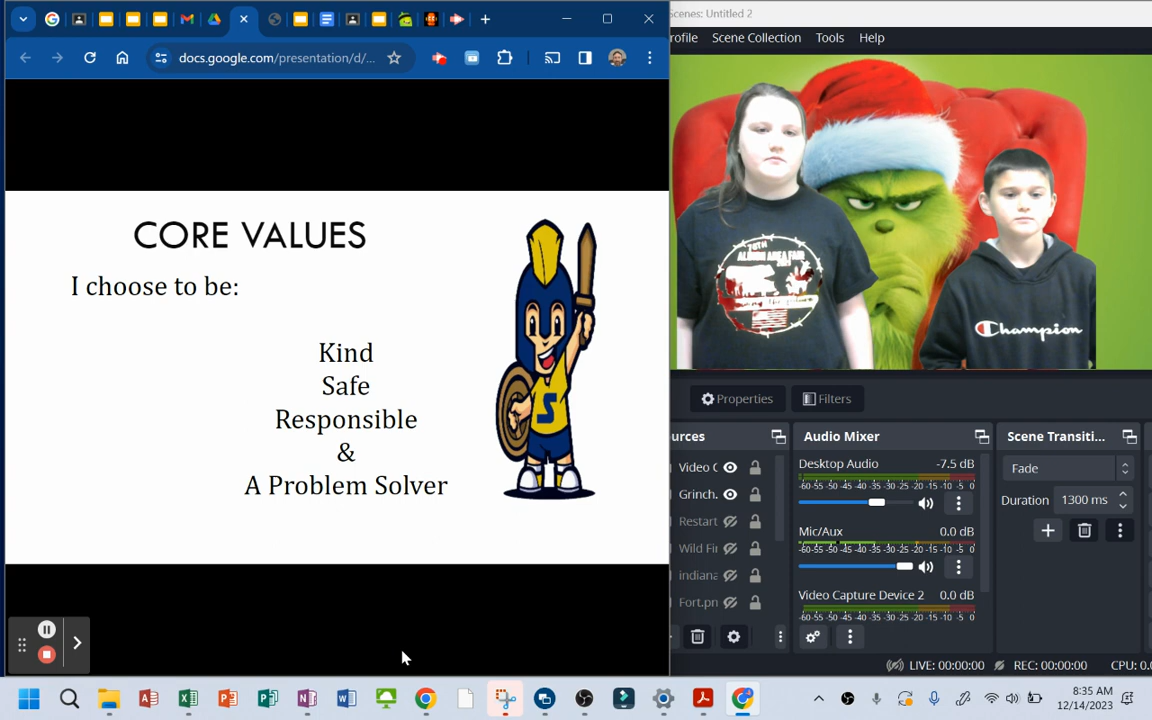 docs.google.com/presentation/d/...
CORE VALUES
I choose to be:
Kind
Safe
Responsible
&
A Problem Solver
S
Scenes: Untitled 2
rofile
Scene Collection
Tools
Help
Champion
Properties
Filters
urces
Video C
Grinch.
Restart
Wild Fi
indiana
Fort.pn
Audio Mixer
Desktop Audio
-7.5 dB
-60 -55 -50 -45 -40 -35 -30 -25 -20 -15 -10 -5 0
Mic/Aux
0.0 dB
-60 -55 -50 -45 -40 -35 -30 -25 -20 -15 -10 -5 0
Video Capture Device 2
0.0 dB
-60 -55 -50 -45 -40 -35 -30 -25 -20 -15 -10 -5 0
Scene Transiti...
Fade
Duration
1300 ms
LIVE: 00:00:00
REC: 00:00:00
CPU: 0.0
8:35 AM
12/14/2023